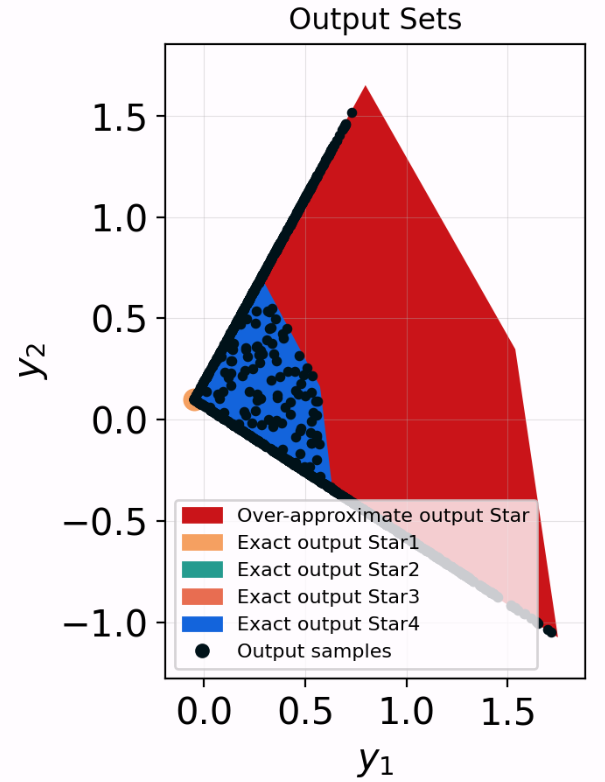 Output Sets
y₂
1.5
1.0
0.5
0.0
−0.5
−1.0
Over-approximate output Star
Exact output Star1
Exact output Star2
Exact output Star3
Exact output Star4
Output samples
0.0 0.5 1.0 1.5
y₁